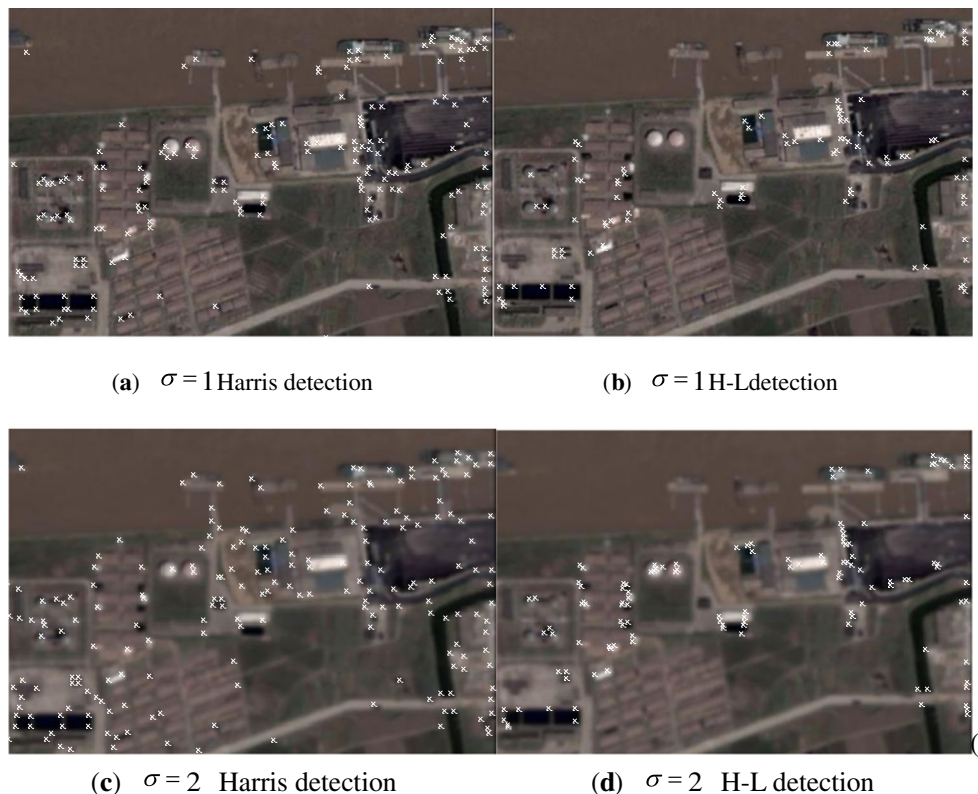 (a) σ = 1 Harris detection
(b) σ = 1 H-Ldetection
(
(c) σ = 2 Harris detection
(d) σ = 2 H-L detection